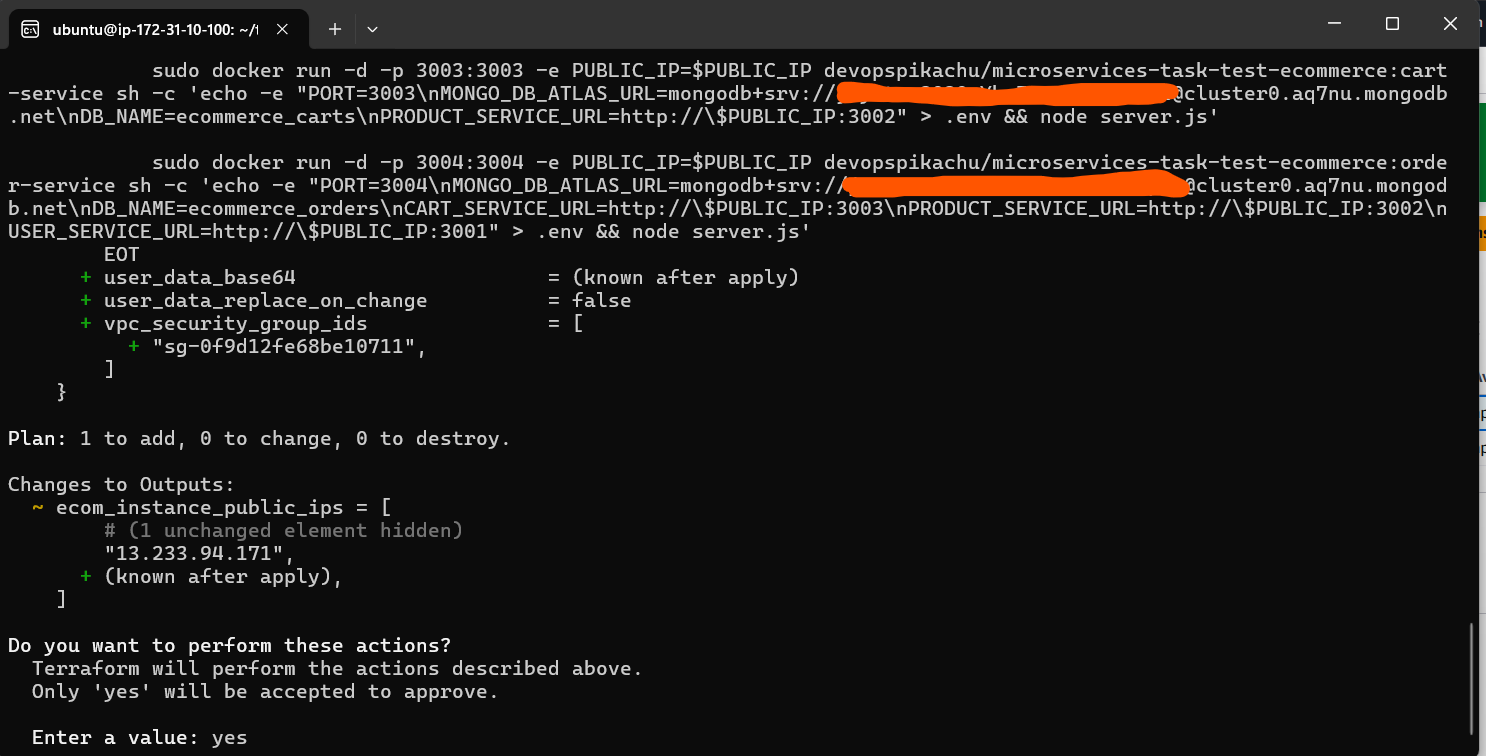 ubuntu@ip-172-31-10-100: ~/t
sudo docker run -d -p 3003:3003 -e PUBLIC_IP=$PUBLIC_IP devopspikachu/microservices-task-test-ecommerce:cart
-service sh -c 'echo -e "PORT=3003\nMONGO_DB_ATLAS_URL=mongodb+srv://@cluster0.aq7nu.mongodb
.net\nDB_NAME=ecommerce_carts\nPRODUCT_SERVICE_URL=http://\$PUBLIC_IP:3002" > .env && node server.js'
sudo docker run -d -p 3004:3004 -e PUBLIC_IP=$PUBLIC_IP devopspikachu/microservices-task-test-ecommerce:orde
r-service sh -c 'echo -e "PORT=3004\nMONGO_DB_ATLAS_URL=mongodb+srv://@cluster0.aq7nu.mongod
b.net\nDB_NAME=ecommerce_orders\nCART_SERVICE_URL=http://\$PUBLIC_IP:3003\nPRODUCT_SERVICE_URL=http://\$PUBLIC_IP:3002\n
USER_SERVICE_URL=http://\$PUBLIC_IP:3001" > .env && node server.js'
EOT
+ user_data_base64 = (known after apply)
+ user_data_replace_on_change = false
+ vpc_security_group_ids = [
+ "sg-0f9d12fe68be10711",
]
}
Plan: 1 to add, 0 to change, 0 to destroy.
Changes to Outputs:
~ ecom_instance_public_ips = [
# (1 unchanged element hidden)
"13.233.94.171",
+ (known after apply),
]
Do you want to perform these actions?
Terraform will perform the actions described above.
Only 'yes' will be accepted to approve.
Enter a value: yes